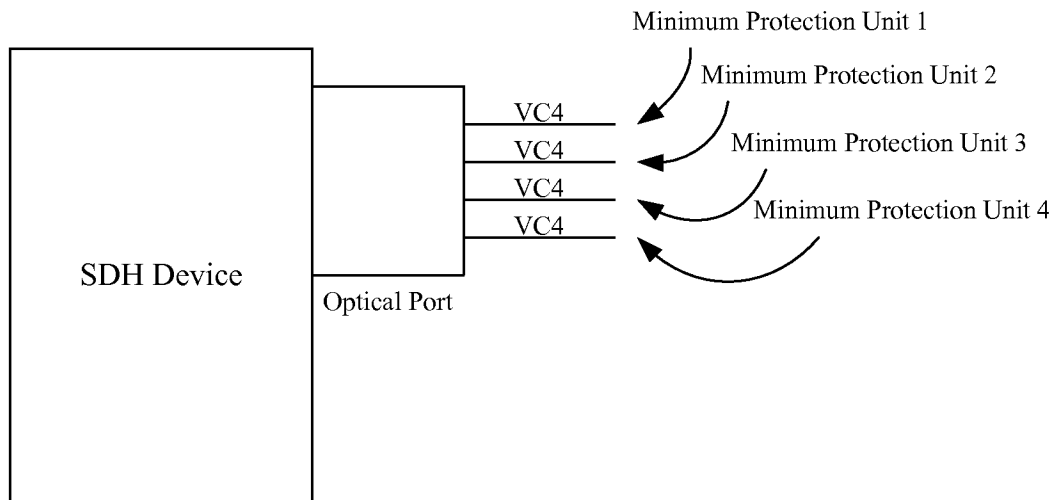 Minimum Protection Unit 1
Minimum Protection Unit 2
VC4
VC4
Minimum Protection Unit 3
VC4
Minimum Protection Unit 4
VC4
SDH Device
Optical Port